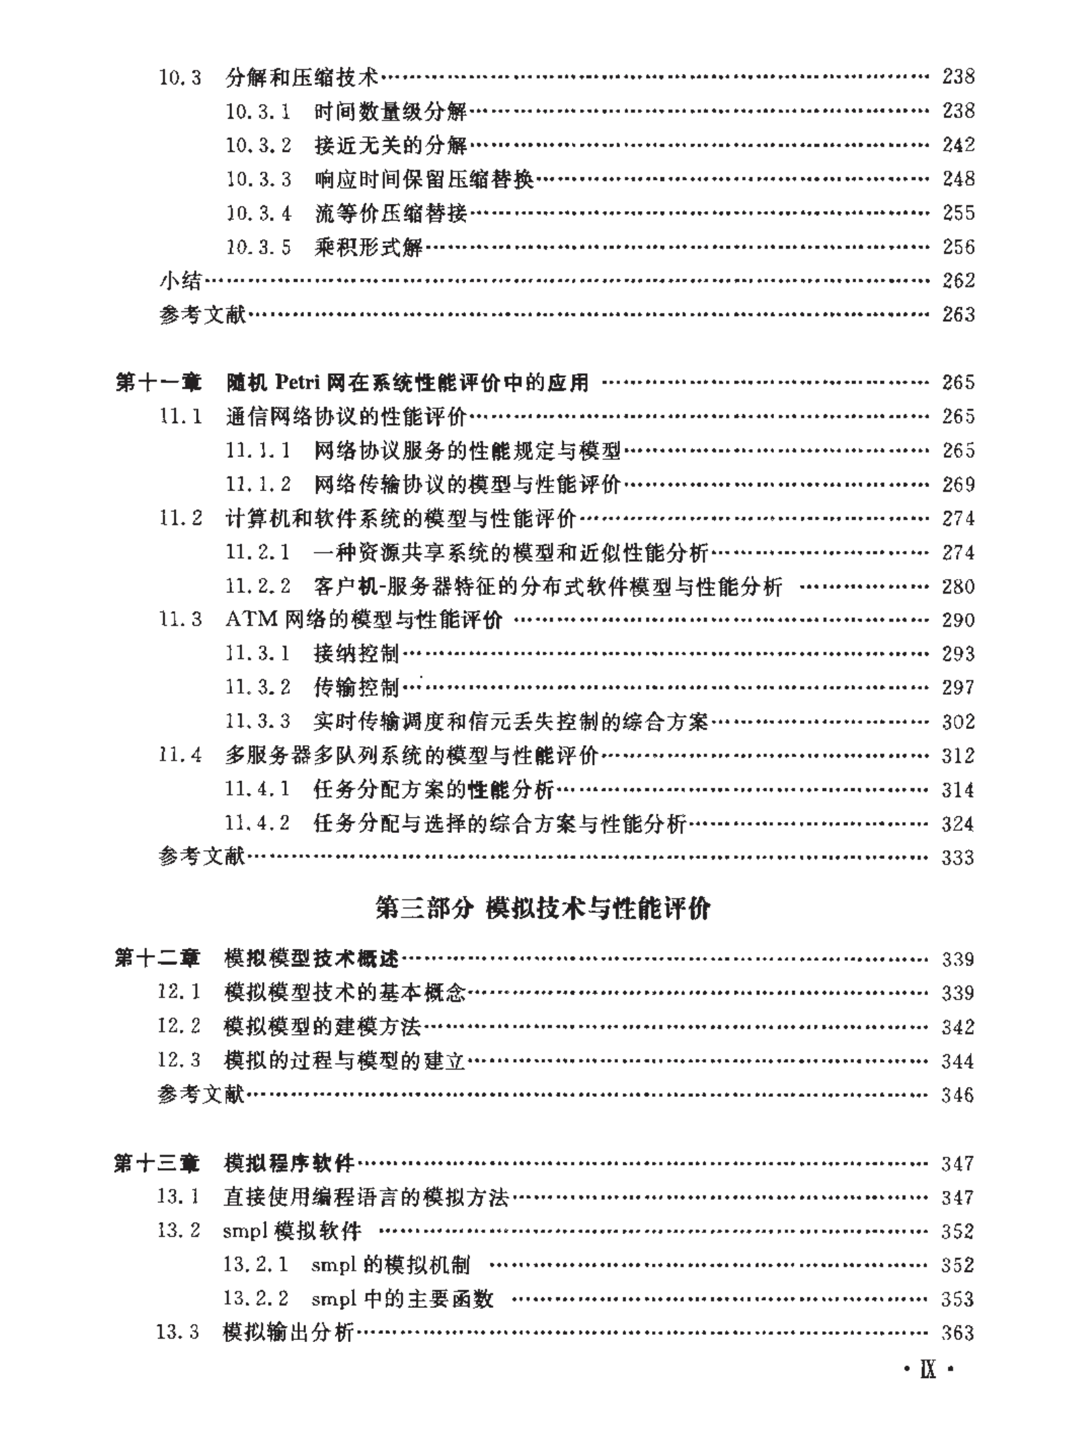 10.3 分解和压缩技术 238
10.3.1 时间数量级分解 238
10.3.2 接近无关的分解 242
10.3.3 响应时间保留压缩替换 248
10.3.4 流等价压缩替接 255
10.3.5 乘积形式解 256
小结 262
参考文献 263
第十一章 随机 Petri 网在系统性能评价中的应用 265
11.1 通信网络协议的性能评价 265
11.1.1 网络协议服务的性能规定与模型 265
11.1.2 网络传输协议的模型与性能评价 269
11.2 计算机和软件系统的模型与性能评价 274
11.2.1 一种资源共享系统的模型和近似性能分析 274
11.2.2 客户机-服务器特征的分布式软件模型与性能分析 280
11.3 ATM 网络的模型与性能评价 290
11.3.1 接纳控制 293
11.3.2 传输控制 297
11.3.3 实时传输调度和信元丢失控制的综合方案 302
11.4 多服务器多队列系统的模型与性能评价 312
11.4.1 任务分配方案的性能分析 314
11.4.2 任务分配与选择的综合方案与性能分析 324
参考文献 333
第三部分 模拟技术与性能评价
第十二章 模拟模型技术概述 339
12.1 模拟模型技术的基本概念 339
12.2 模拟模型的建模方法 342
12.3 模拟的过程与模型的建立 344
参考文献 346
第十三章 模拟程序软件 347
13.1 直接使用编程语言的模拟方法 347
13.2 smpl 模拟软件 352
13.2.1 smpl 的模拟机制 352
13.2.2 smpl 中的主要函数 353
13.3 模拟输出分析 363
· Ⅸ ·